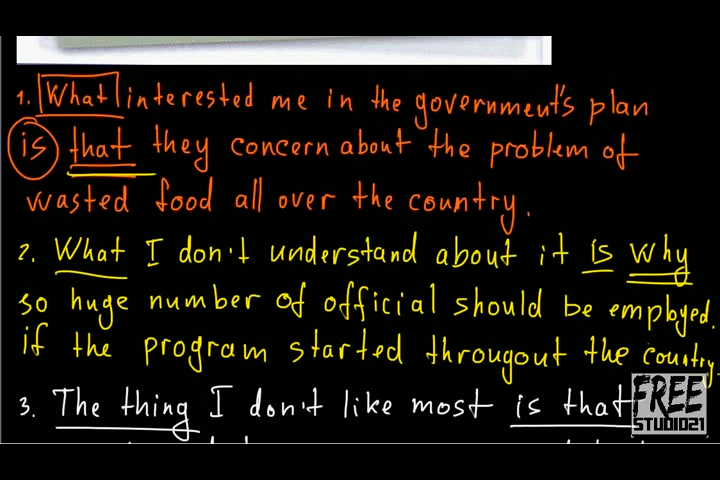 1. What interested me in the government's plan
is that they concern about the problem of
wasted food all over the country.
2. What I don't understand about it is why
so huge number of official should be employed.
if the program started througout the country.
3. The thing I don't like most is that
FREE
STUDIO21